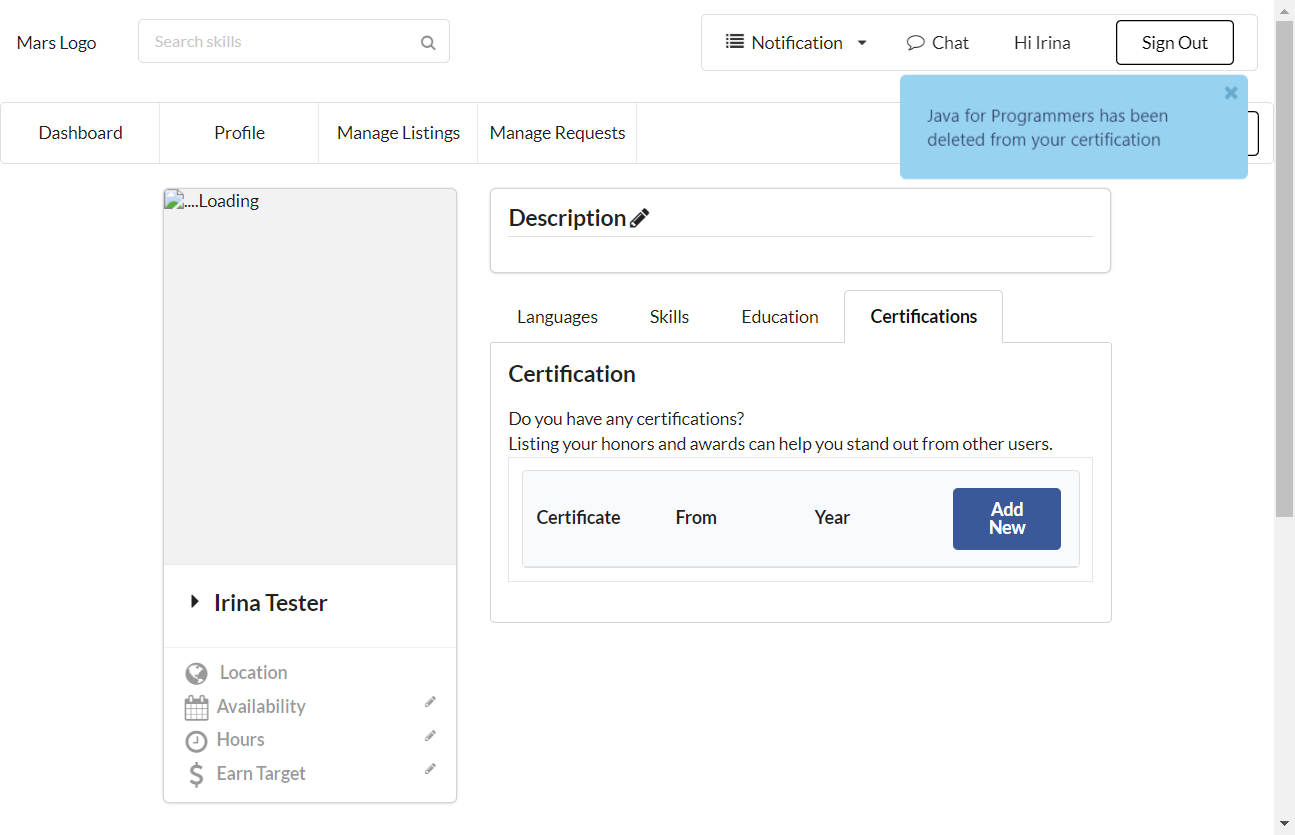 Mars Logo
Search skills
Notification
Chat
Hi Irina
Sign Out
Java for Programmers has been
deleted from your certification
Dashboard
Profile
Manage Listings
Manage Requests
....Loading
Irina Tester
Location
Availability
Hours
Earn Target
Description
Languages
Skills
Education
Certifications
Certification
Do you have any certifications?
Listing your honors and awards can help you stand out from other users.
Certificate
From
Year
Add
New